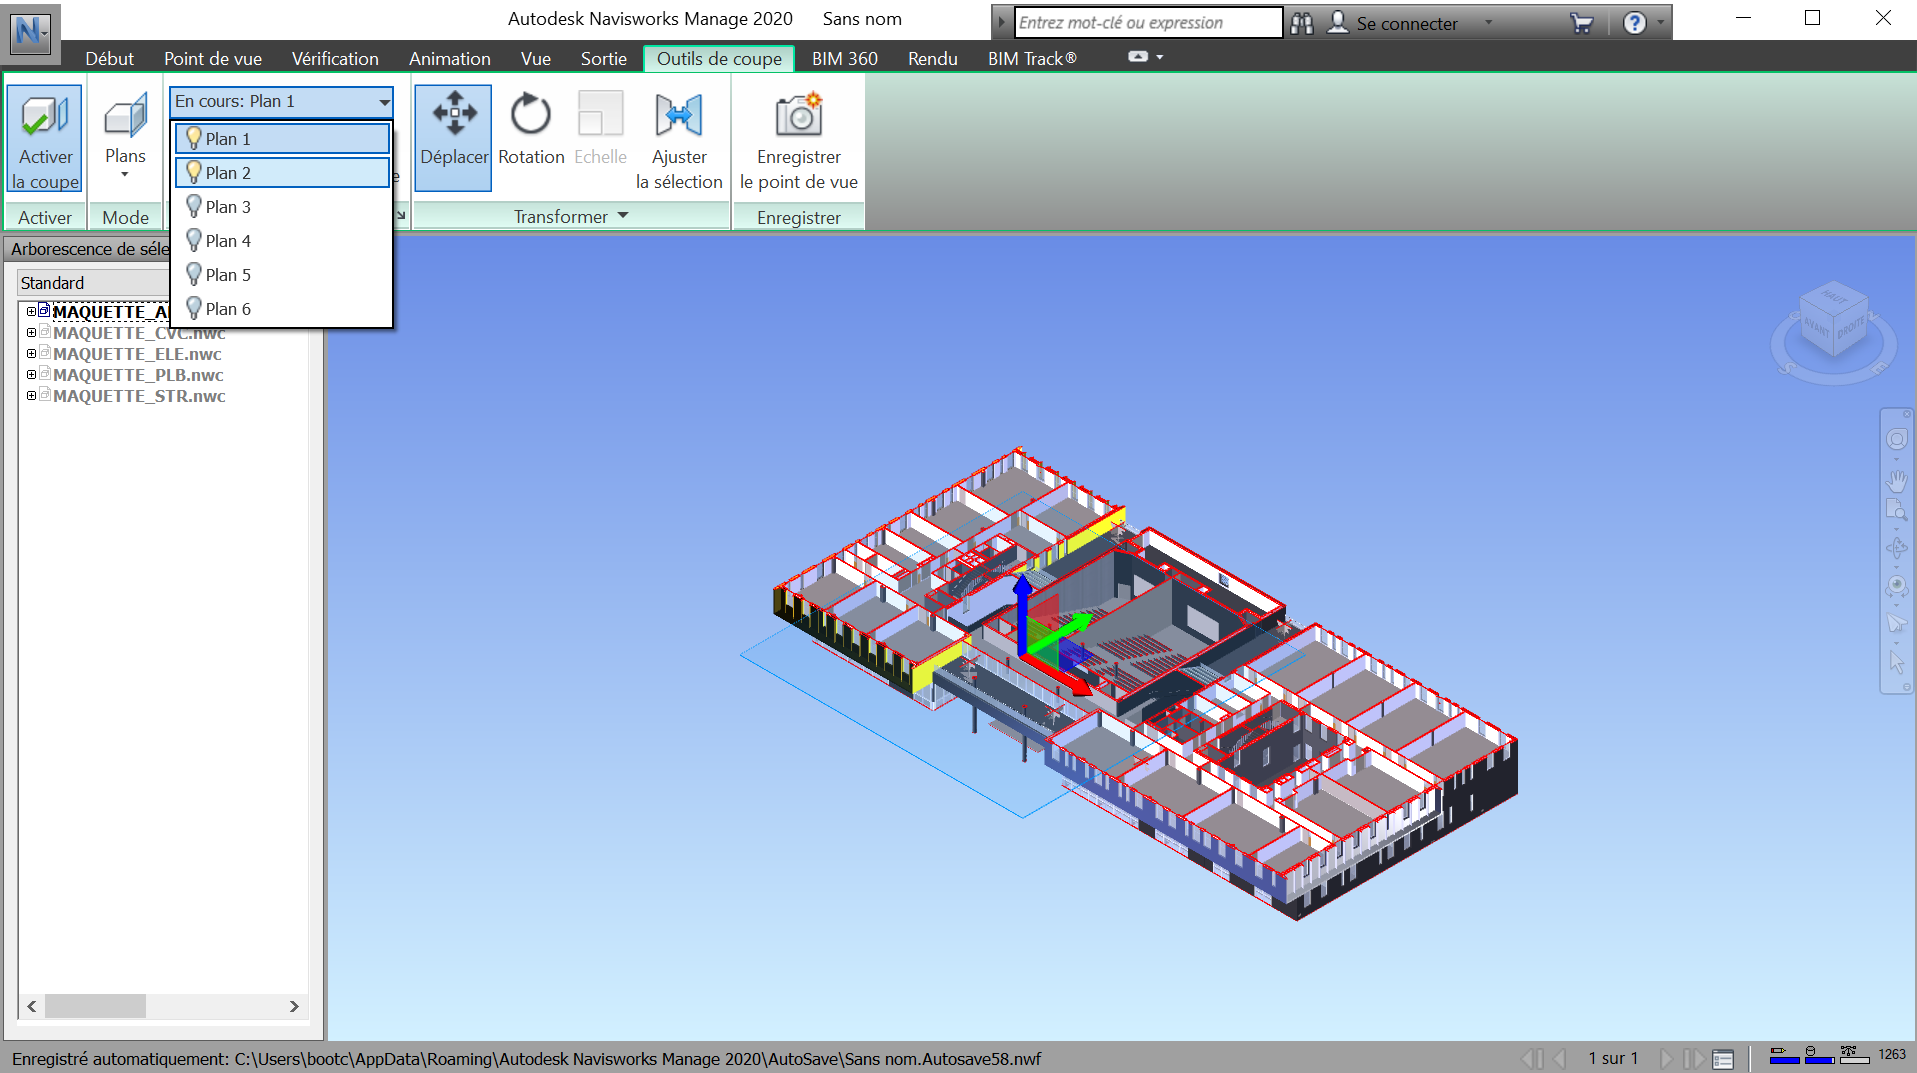 Autodesk Navisworks Manage 2020 Sans nom
Entrez mot-clé ou expression
Se connecter
Début Point de vue Vérification Animation Vue Sortie Outils de coupe BIM 360 Rendu BIM Track®
Activer
la coupe
Activer
Plans
Mode
En cours: Plan 1
Plan 1
Plan 2
Plan 3
Plan 4
Plan 5
Plan 6
e
Déplacer
Rotation
Echelle
Ajuster
la sélection
Transformer
Enregistrer
le point de vue
Enregistrer
Arborescence de séle
Standard
MAQUETTE_A
MAQUETTE_CVC.nwc
MAQUETTE_ELE.nwc
MAQUETTE_PLB.nwc
MAQUETTE_STR.nwc
HAUT
AVANT
DROITE
S
E
N
Enregistré automatiquement: C:\Users\bootc\AppData\Roaming\Autodesk Navisworks Manage 2020\AutoSave\Sans nom.Autosave58.nwf
1 sur 1
1263